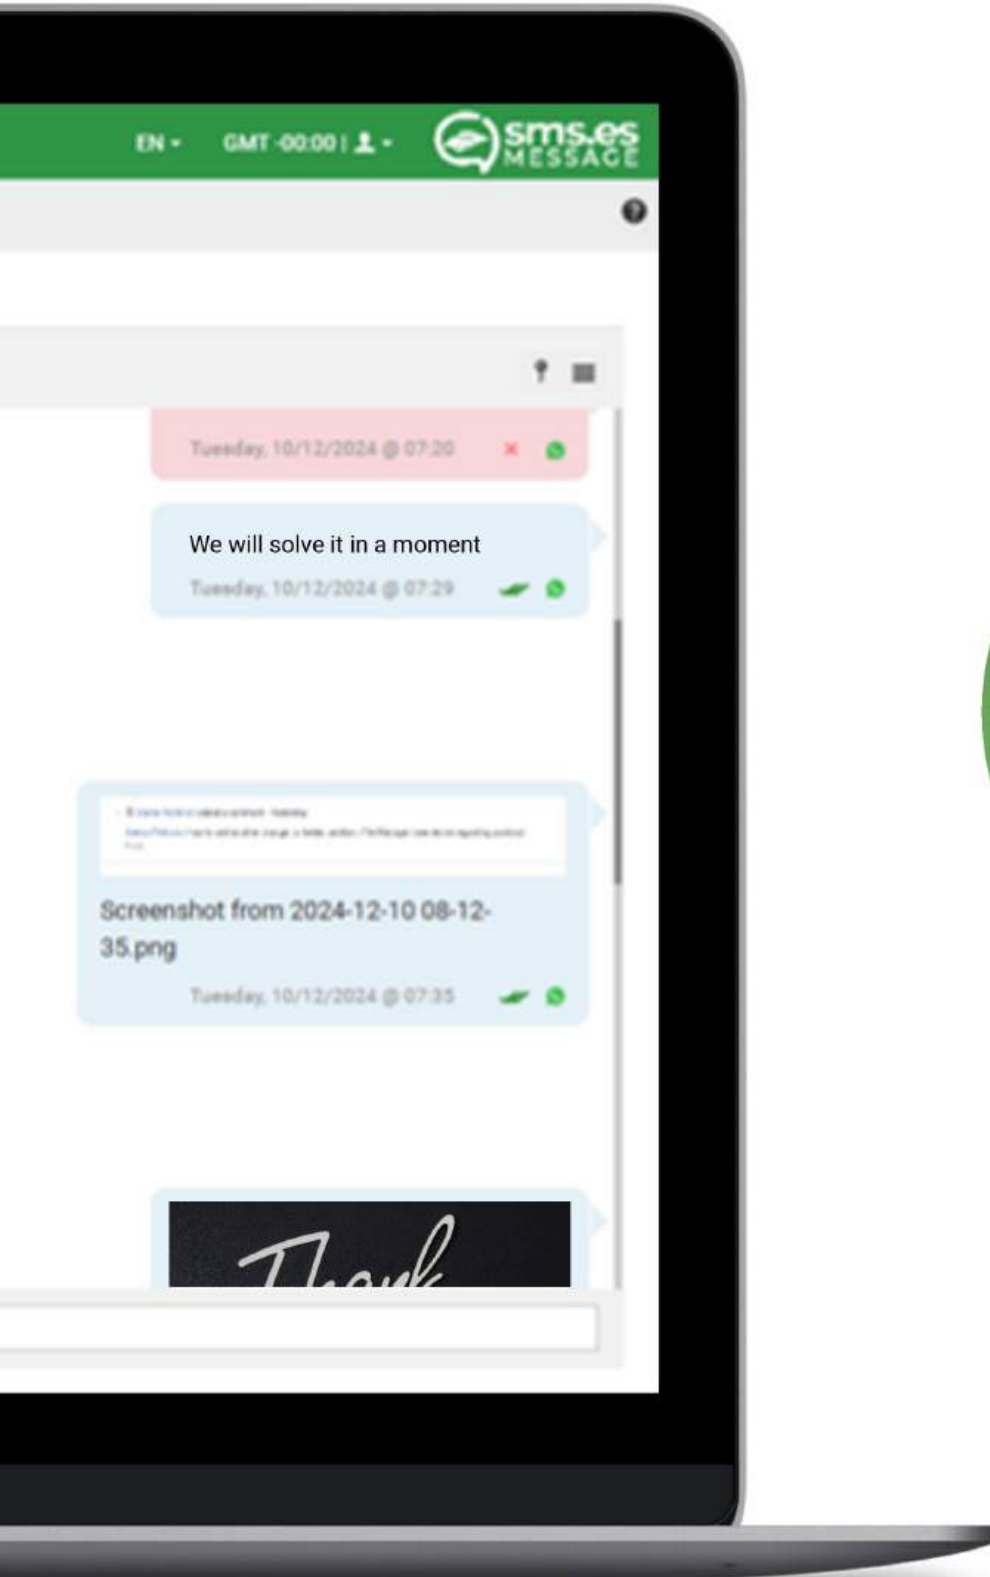 EN
GMT -00:00 |
sms.es
MESSAGE
?
Tuesday, 10/12/2024 @ 07:20
We will solve it in a moment
Tuesday, 10/12/2024 @ 07:29
Screenshot from 2024-12-10 08-12-
35.png
Tuesday, 10/12/2024 @ 07:35
Thank